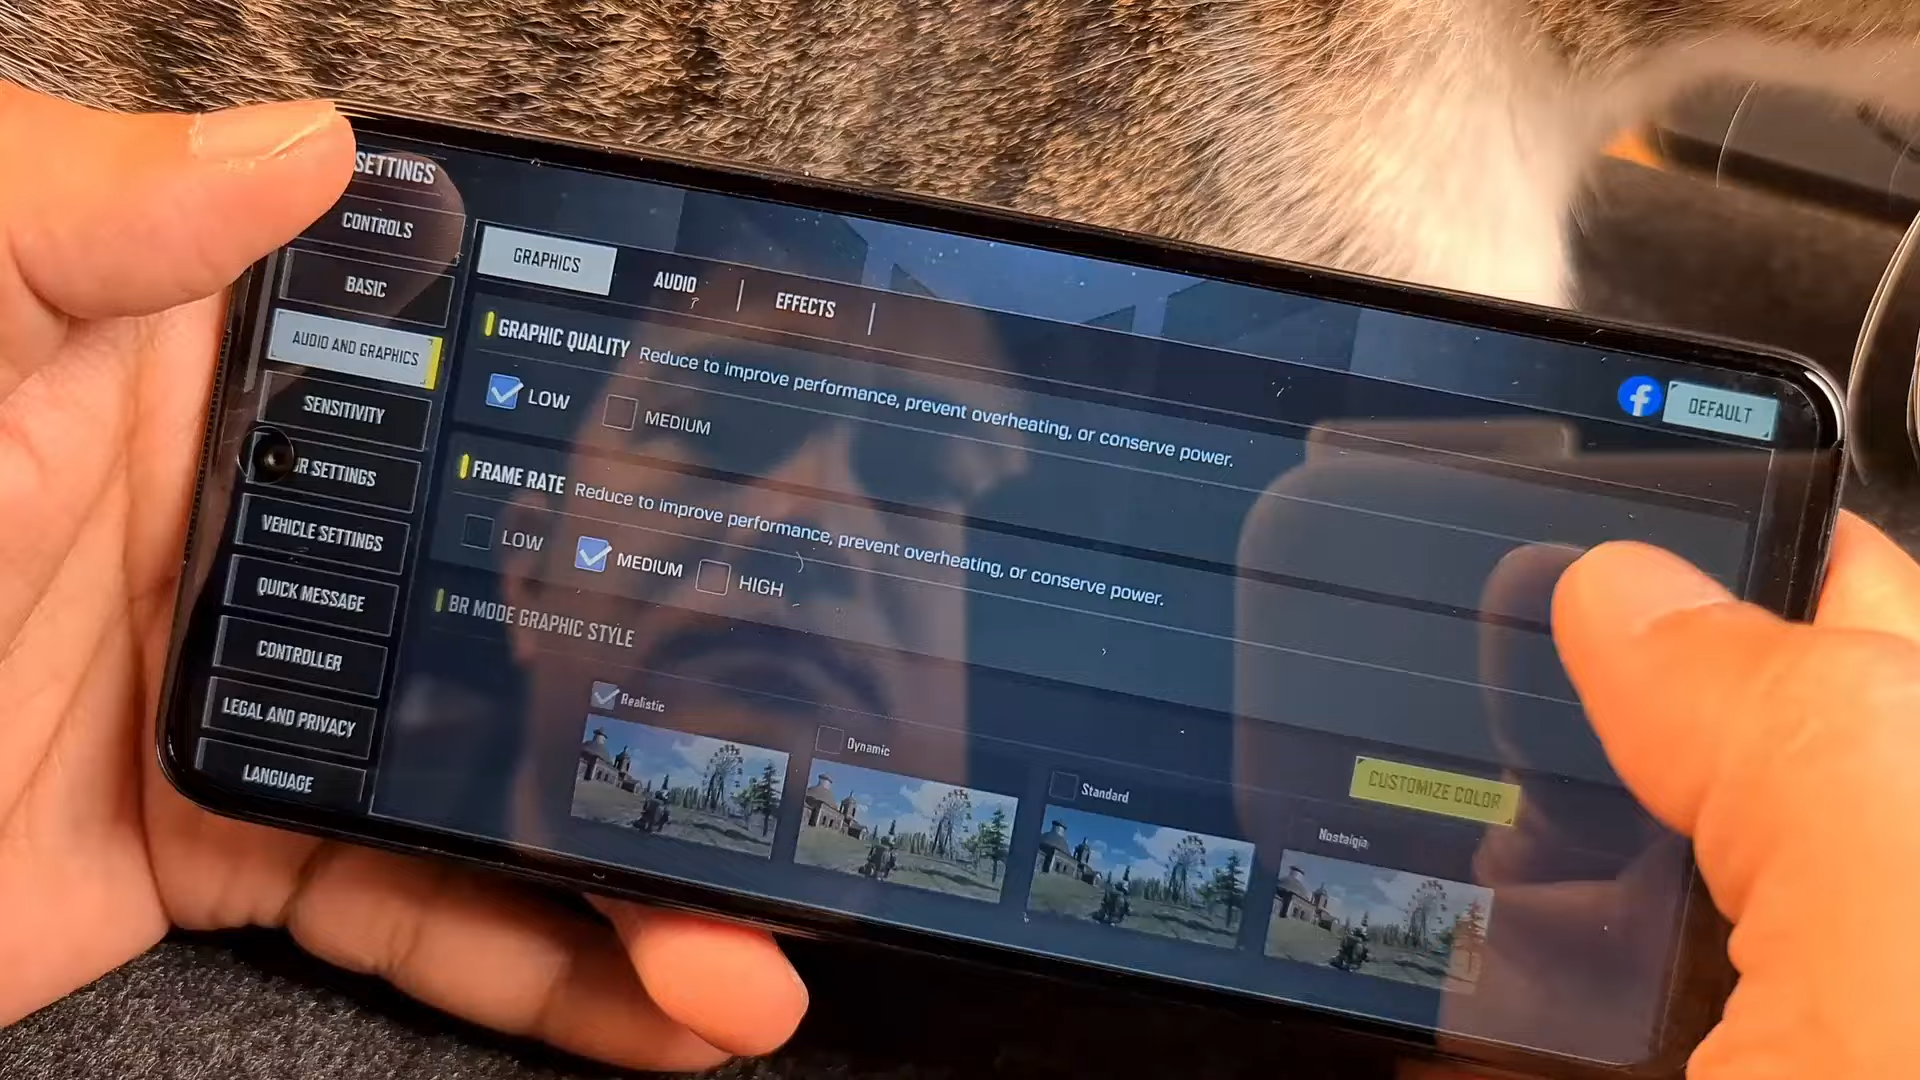 SETTINGS
CONTROLS
BASIC
AUDIO AND GRAPHICS
SENSITIVITY
R SETTINGS
VEHICLE SETTINGS
QUICK MESSAGE
CONTROLLER
LEGAL AND PRIVACY
LANGUAGE
GRAPHICS
AUDIO
EFFECTS
DEFAULT
GRAPHIC QUALITY Reduce to improve performance, prevent overheating, or conserve power.
LOW MEDIUM
FRAME RATE Reduce to improve performance, prevent overheating, or conserve power.
LOW MEDIUM HIGH
BR MODE GRAPHIC STYLE
CUSTOMIZE COLOR
Realistic
Dynamic
Standard
Nostalgia